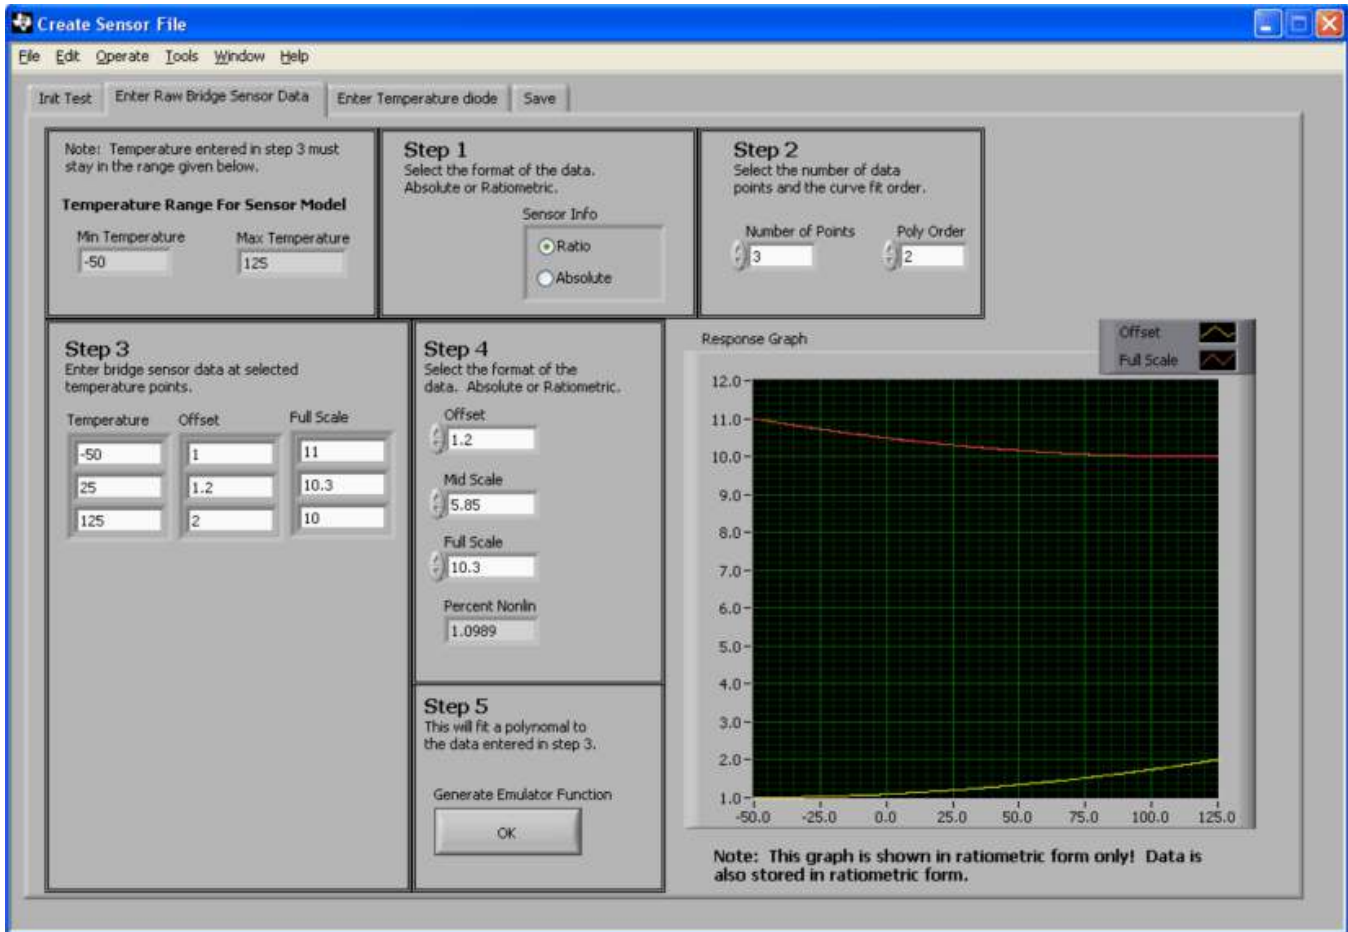 Create Sensor File
File Edit Operate Tools Window Help
Init Test Enter Raw Bridge Sensor Data Enter Temperature diode Save
Note: Temperature entered in step 3 must
stay in the range given below.
Temperature Range For Sensor Model
Min Temperature Max Temperature
-50 125
Step 1
Select the format of the data.
Absolute or Ratiometric.
Sensor Info
Ratio
Absolute
Step 2
Select the number of data
points and the curve fit order.
Number of Points Poly Order
3 2
Step 3
Enter bridge sensor data at selected
temperature points.
Temperature Offset Full Scale
-50 1 11
25 1.2 10.3
125 2 10
Step 4
Select the format of the
data. Absolute or Ratiometric.
Offset
1.2
Mid Scale
5.85
Full Scale
10.3
Percent Nonlin
1.0989
Step 5
This will fit a polynomal to
the data entered in step 3.
Generate Emulator Function
OK
Response Graph
Offset
Full Scale
12.0
11.0
10.0
9.0
8.0
7.0
6.0
5.0
4.0
3.0
2.0
1.0
-50.0 -25.0 0.0 25.0 50.0 75.0 100.0 125.0
Note: This graph is shown in ratiometric form only! Data is
also stored in ratiometric form.